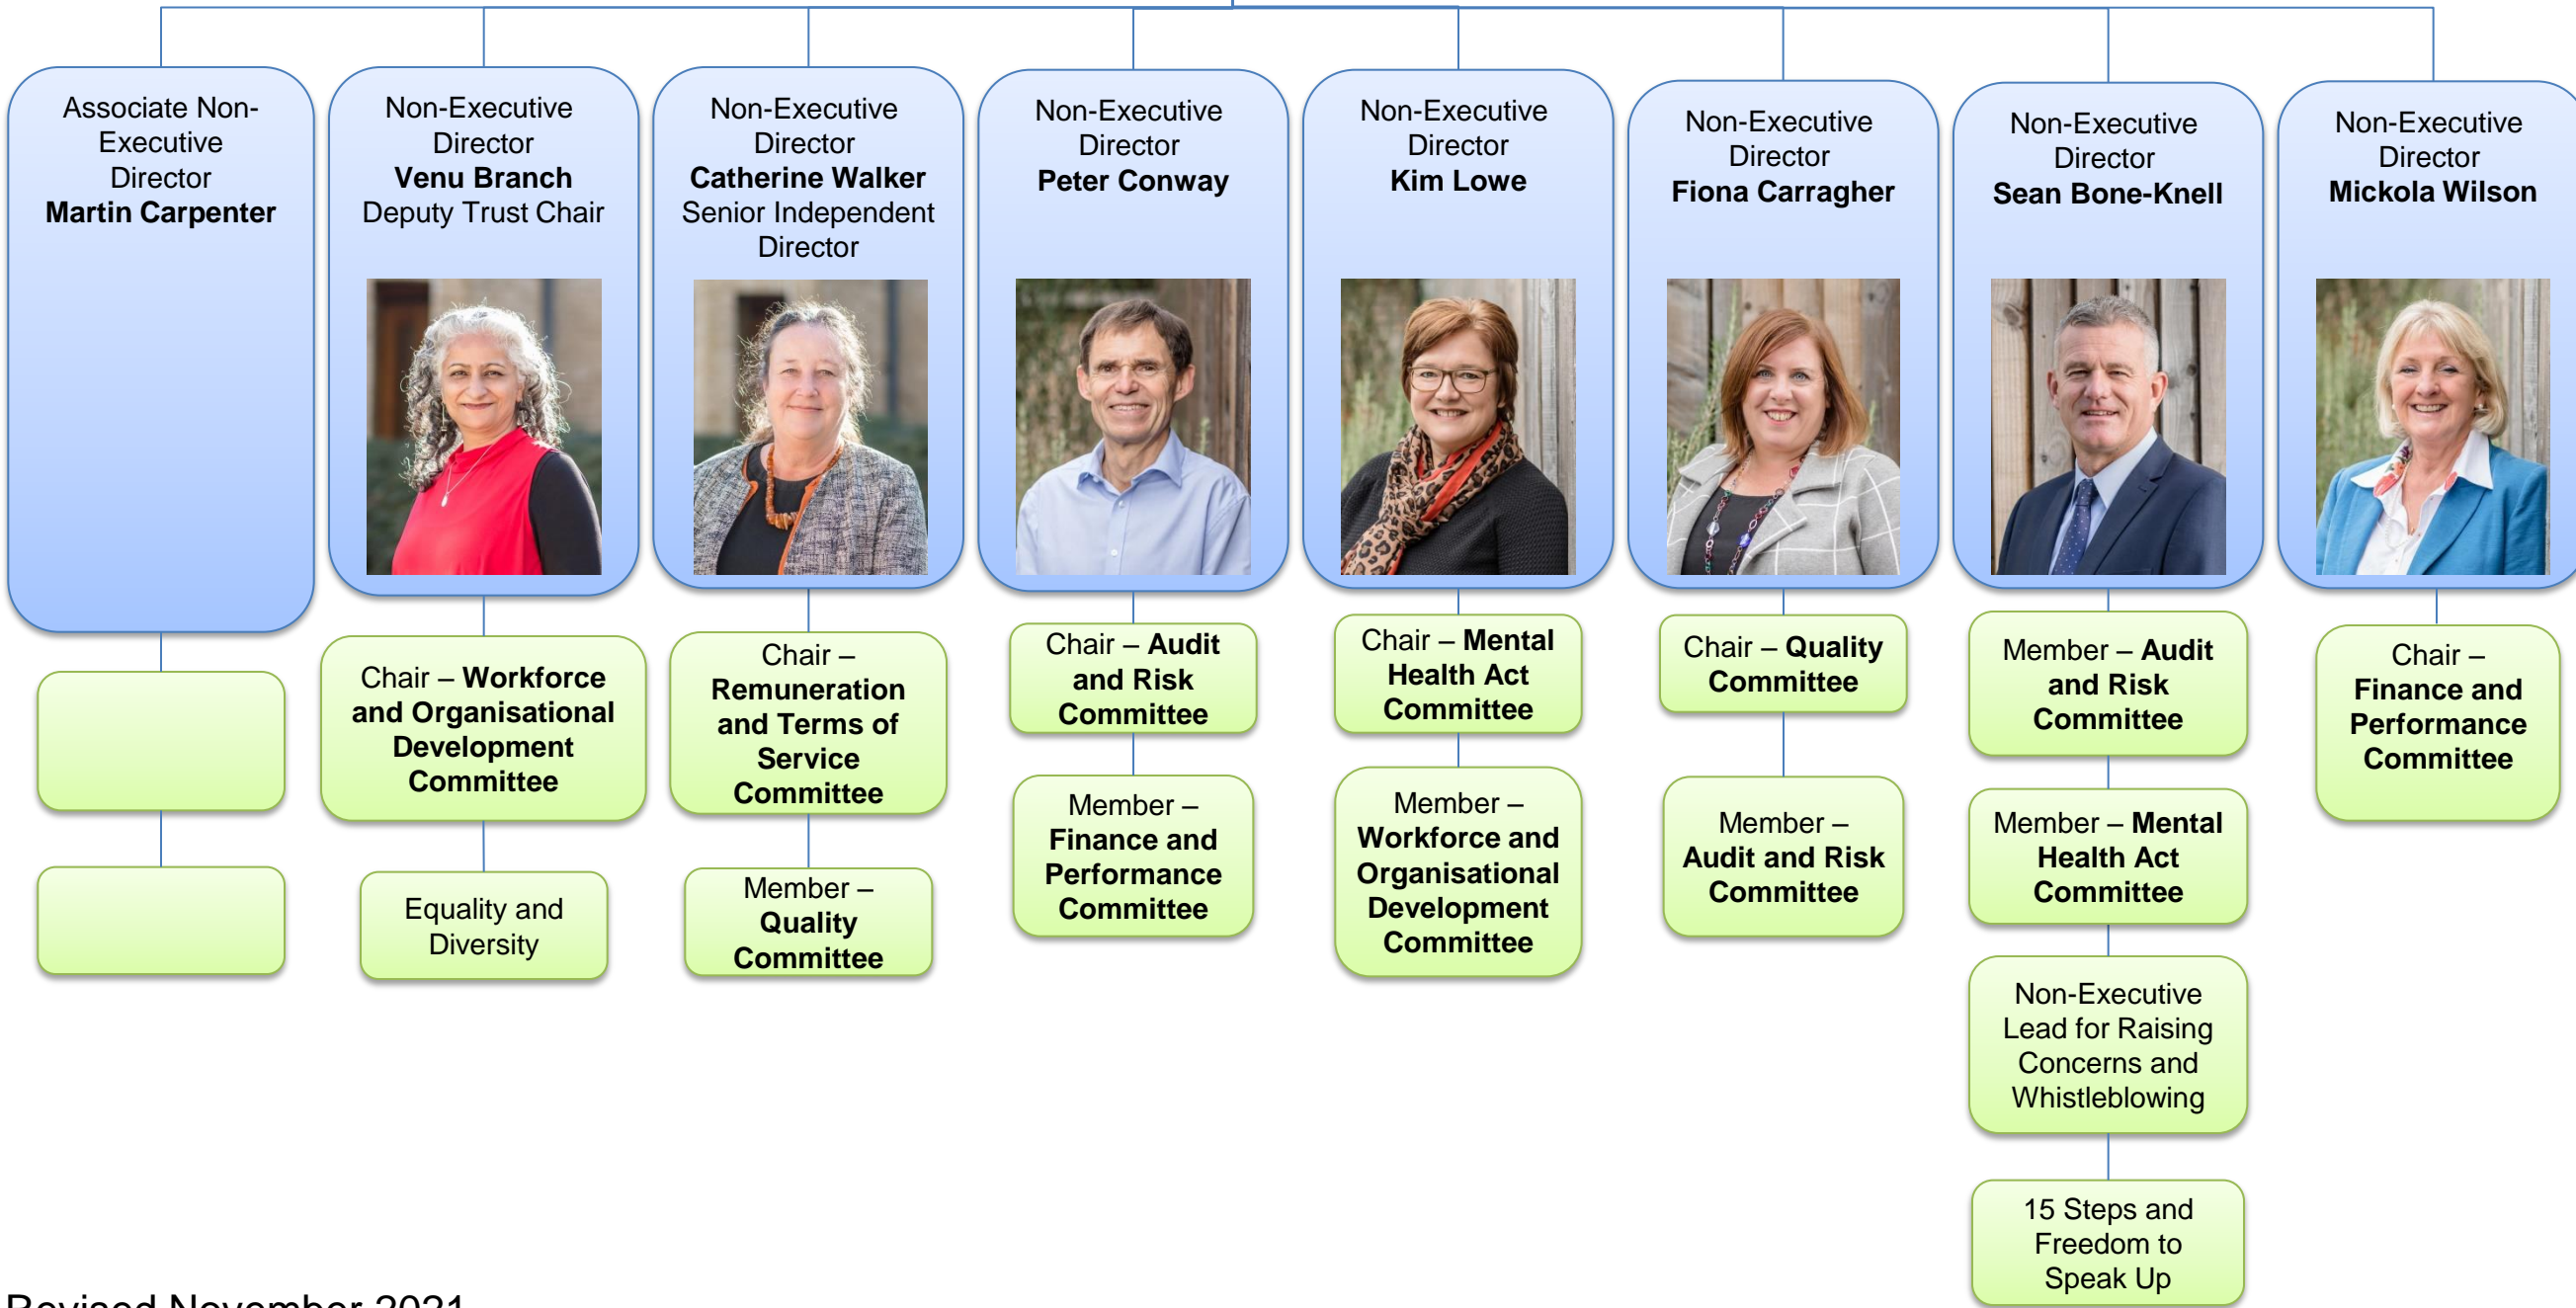 Associate Non-
Executive
Director
Martin Carpenter
Non-Executive
Director
Venu Branch
Deputy Trust Chair
Non-Executive
Director
Catherine Walker
Senior Independent
Director
Non-Executive
Director
Peter Conway
Non-Executive
Director
Kim Lowe
Non-Executive
Director
Fiona Carragher
Non-Executive
Director
Sean Bone-Knell
Non-Executive
Director
Mickola Wilson
Chair – Workforce
and Organisational
Development
Committee
Equality and
Diversity
Chair –
Remuneration
and Terms of
Service
Committee
Member –
Quality
Committee
Chair – Audit
and Risk
Committee
Member –
Finance and
Performance
Committee
Chair – Mental
Health Act
Committee
Member –
Workforce and
Organisational
Development
Committee
Chair – Quality
Committee
Member –
Audit and Risk
Committee
Member – Audit
and Risk
Committee
Member – Mental
Health Act
Committee
Non-Executive
Lead for Raising
Concerns and
Whistleblowing
15 Steps and
Freedom to
Speak Up
Chair –
Finance and
Performance
Committee
Revised November 2021